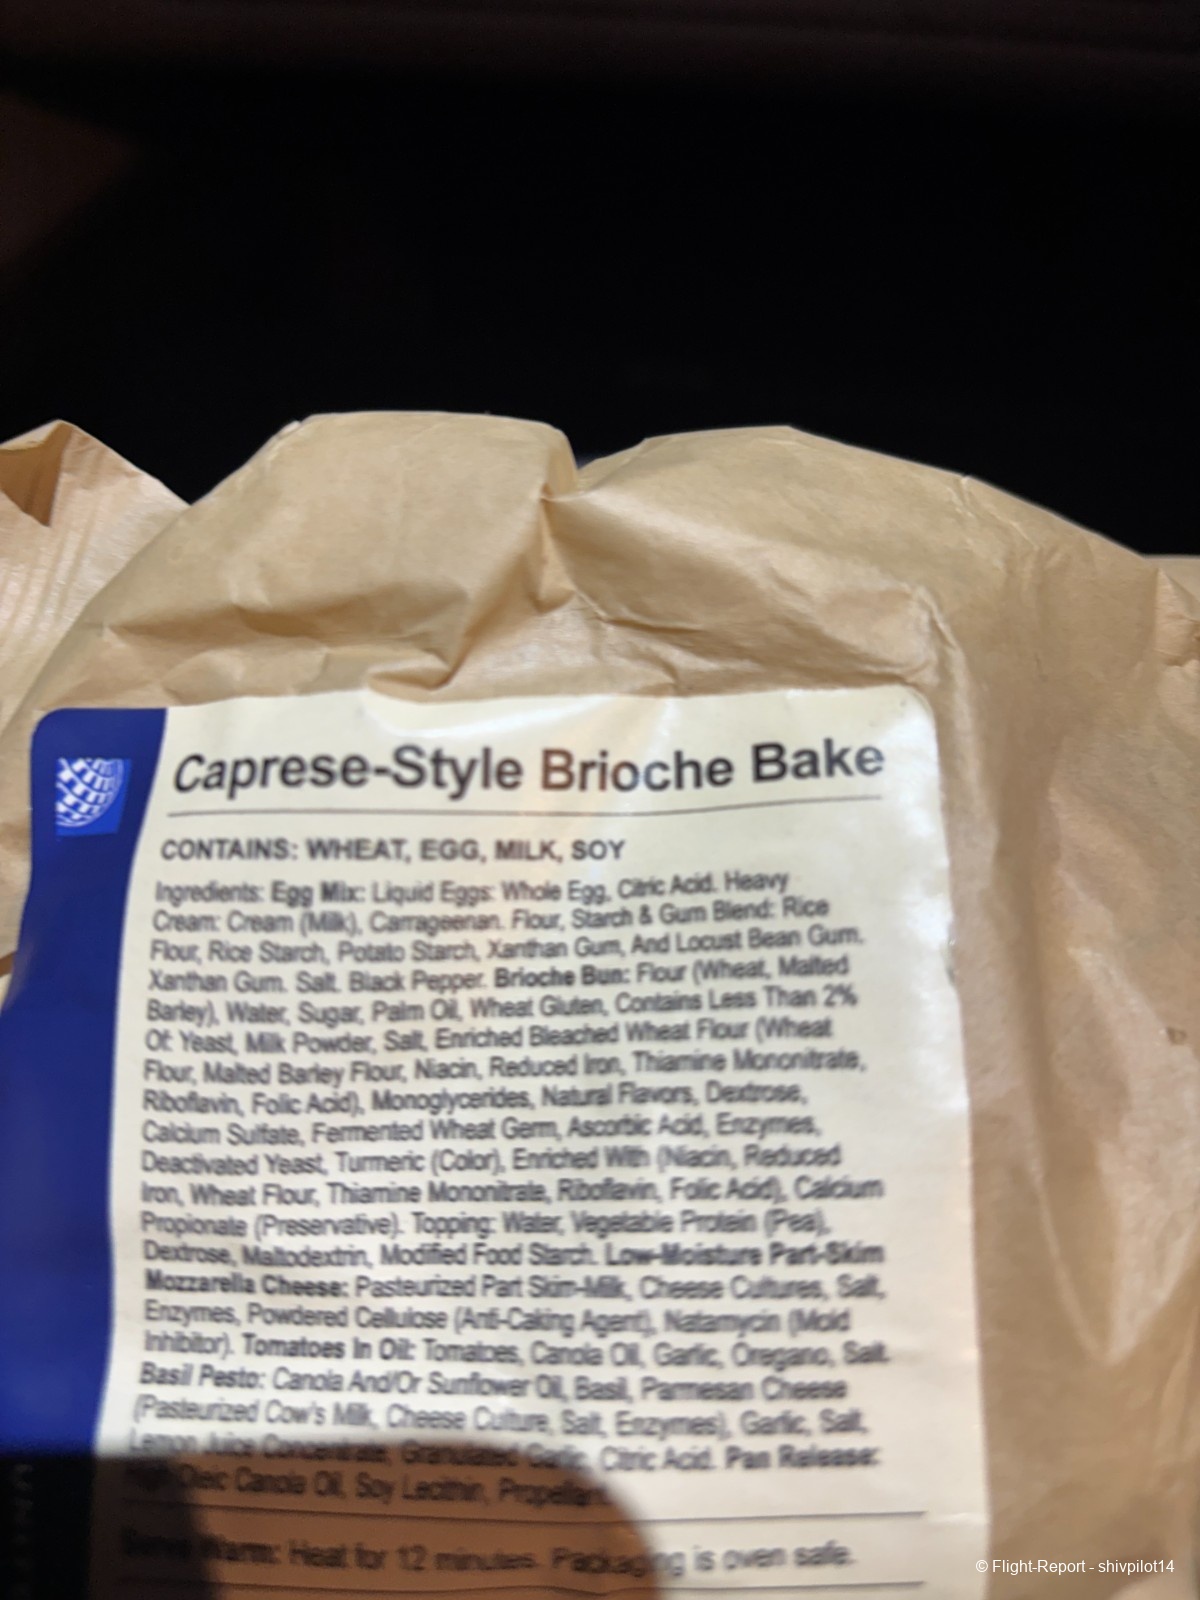 Caprese-Style Brioche Bake
CONTAINS: WHEAT, EGG, MILK, SOY
Ingredients: Egg Mix: Liquid Eggs: Whole Egg, Citric Acid. Heavy
Cream: Cream (Milk), Carrageenan. Flour, Starch & Gum Blend: Rice
Flour, Rice Starch, Potato Starch, Xanthan Gum, And Locust Bean Gum.
Xanthan Gum. Salt. Black Pepper. Brioche Bun: Flour (Wheat, Malted
Barley), Water, Sugar, Palm Oil, Wheat Gluten, Contains Less Than 2%
Of: Yeast, Milk Powder, Salt, Enriched Bleached Wheat Flour (Wheat
Flour, Malted Barley Flour, Niacin, Reduced Iron, Thiamine Mononitrate,
Riboflavin, Folic Acid), Monoglycerides, Natural Flavors, Dextrose,
Calcium Sulfate, Fermented Wheat Germ, Ascorbic Acid, Enzymes,
Deactivated Yeast, Turmeric (Color), Enriched With (Niacin, Reduced
Iron, Wheat Flour, Thiamine Mononitrate, Riboflavin, Folic Acid), Calcium
Propionate (Preservative). Topping: Water, Vegetable Protein (Pea),
Dextrose, Maltodextrin, Modified Food Starch. Low-Moisture Part-Skim
Mozzarella Cheese: Pasteurized Part Skim-Milk, Cheese Cultures, Salt,
Enzymes, Powdered Cellulose (Anti-Caking Agent), Natamycin (Mold
Inhibitor). Tomatoes In Oil: Tomatoes, Canola Oil, Garlic, Oregano, Salt.
Basil Pesto: Canola And/Or Sunflower Oil, Basil, Parmesan Cheese
(Pasteurized Cow's Milk, Cheese Culture, Salt, Enzymes), Garlic, Salt,
Lemon Juice Concentrate, Granulated Garlic, Citric Acid. Pan Release:
High Oleic Canola Oil, Soy Lecithin, Propellant
Serve Warm: Heat for 12 minutes. Packaging is oven safe.
© Flight-Report - shivpilot14